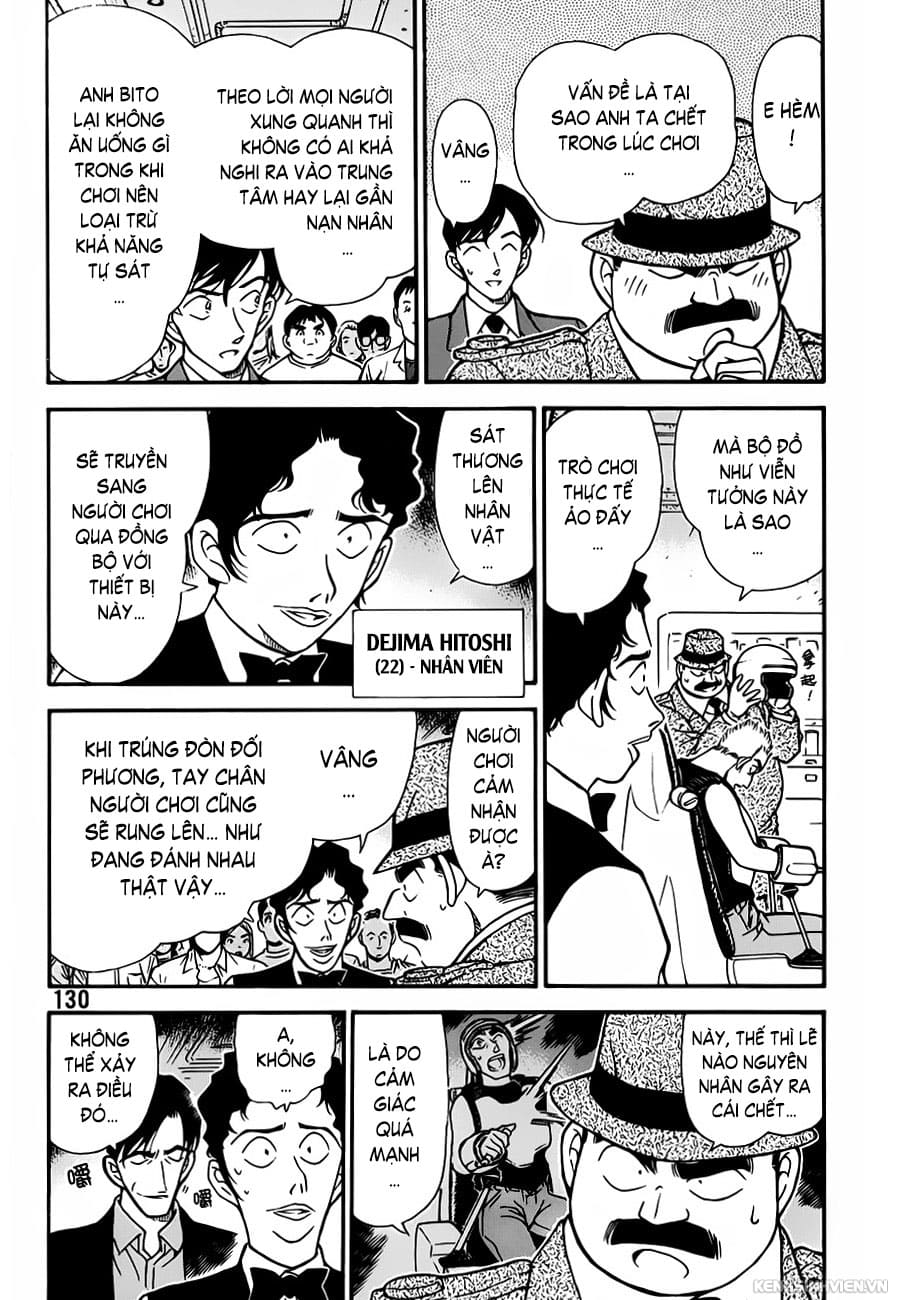 E HÈM
!
VẤN ĐỀ LÀ TẠI
SAO ANH TA CHẾT
TRONG LÚC CHƠI
...
VÂNG
...
THEO LỜI MỌI NGƯỜI
XUNG QUANH THÌ
KHÔNG CÓ AI KHẢ
NGHI RA VÀO TRUNG
TÂM HAY LẠI GẦN
NẠN NHÂN
...
ANH BITO
LẠI KHÔNG
ĂN UỐNG GÌ
TRONG KHI
CHƠI NÊN
LOẠI TRỪ
KHẢ NĂNG
TỰ SÁT
...
MÀ BỘ ĐỒ
NHƯ VIỄN
TƯỞNG NÀY
LÀ SAO
TRÒ CHƠI
THỰC TẾ
ẢO ĐẤY
...
拿起!
SÁT
THƯƠNG
LÊN
NHÂN
VẬT
...
SẼ TRUYỀN
SANG
NGƯỜI CHƠI
QUA ĐỒNG
BỘ VỚI
THIẾT BỊ
NÀY...
DEJIMA HITOSHI
(22) - NHÂN VIÊN
NGƯỜI
CHƠI
CẢM
NHẬN
ĐƯỢC
À?
VÂNG
...
KHI TRÚNG ĐÒN ĐỐI
PHƯƠNG, TAY CHÂN
NGƯỜI CHƠI CŨNG
SẼ RUNG LÊN... NHƯ
ĐANG ĐÁNH NHAU
THẬT VẬY...
130
NÀY, THẾ THÌ LẼ
NÀO NGUYÊN
NHÂN GÂY RA
CÁI CHẾT...
LÀ DO
CẢM
GIÁC
QUÁ
MẠNH
...
A,
KHÔNG
...
KHÔNG
THỂ XẢY
RA ĐIỀU
ĐÓ...
嚼
嚼